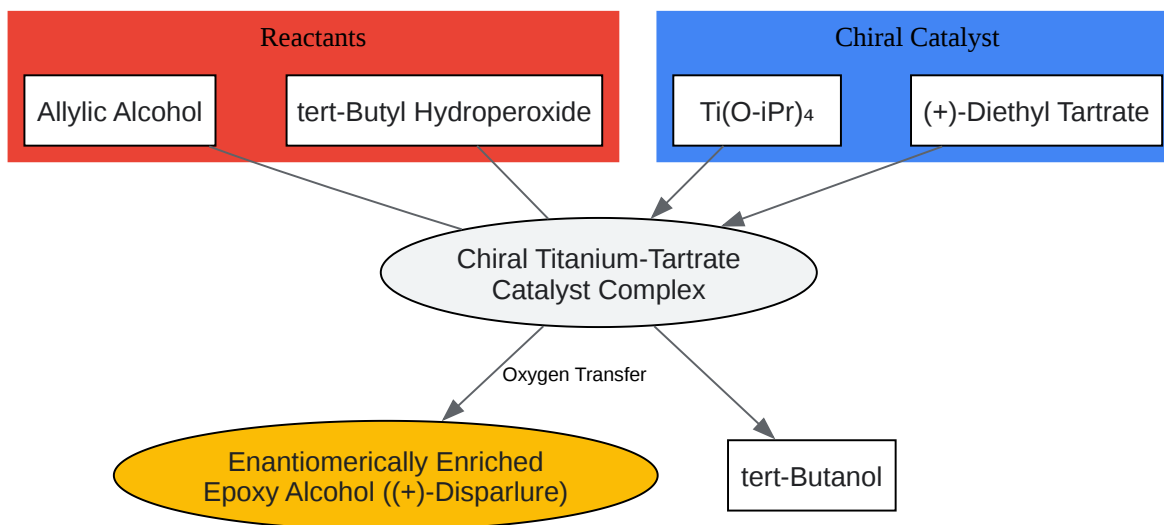 Reactants
Chiral Catalyst
Allylic Alcohol
tert-Butyl Hydroperoxide
Ti(O-iPr)₄
(+)-Diethyl Tartrate
Chiral Titanium-Tartrate
Catalyst Complex
Oxygen Transfer
Enantiomerically Enriched
Epoxy Alcohol ((+)-Disparlure)
tert-Butanol